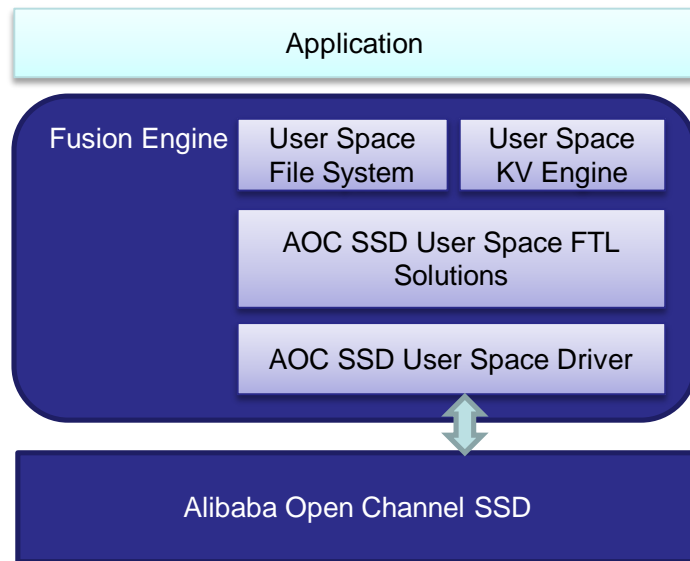 Application
Fusion Engine
User Space
File System
User Space
KV Engine
AOC SSD User Space FTL
Solutions
AOC SSD User Space Driver
Alibaba Open Channel SSD